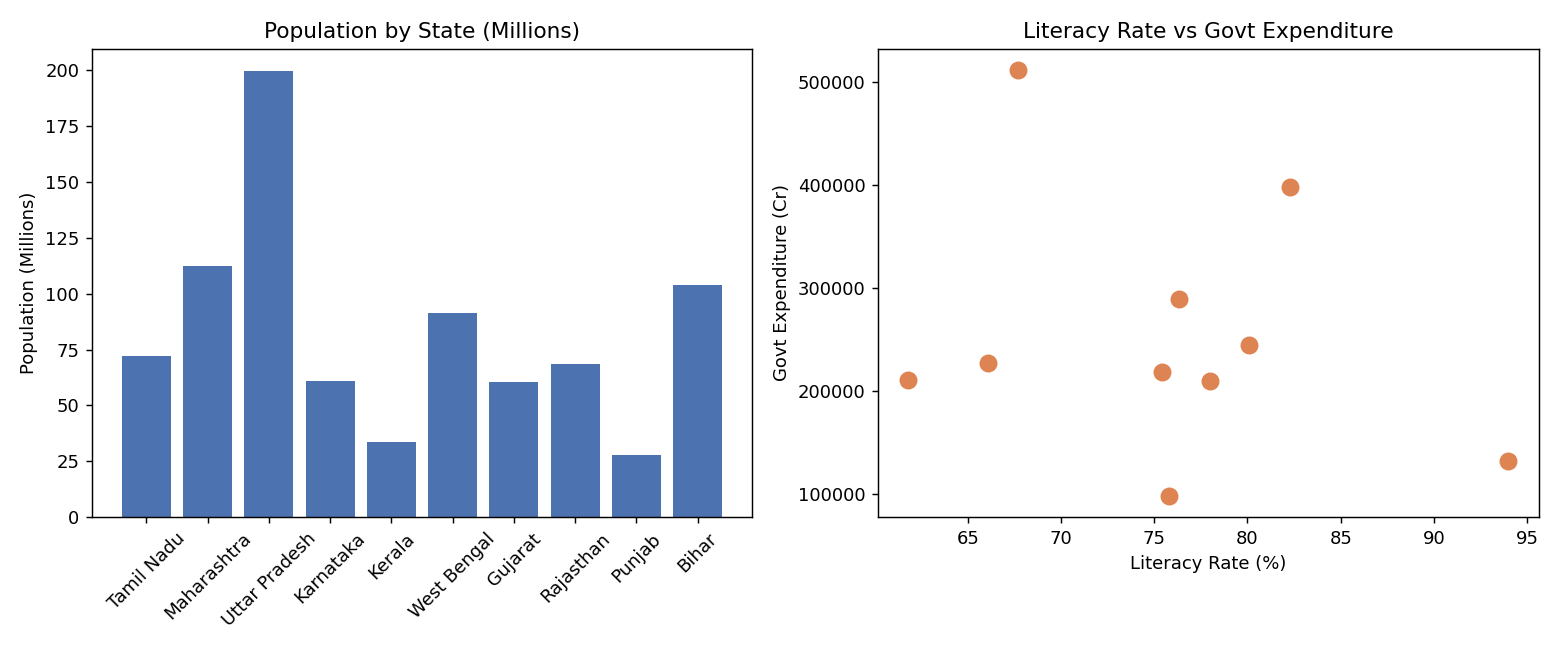 Population by State (Millions)
Population (Millions)
200
175
150
125
100
75
50
25
0
Tamil Nadu
Maharashtra
Uttar Pradesh
Karnataka
Kerala
West Bengal
Gujarat
Rajasthan
Punjab
Bihar
Literacy Rate vs Govt Expenditure
Govt Expenditure (Cr)
500000
400000
300000
200000
100000
65 70 75 80 85 90 95
Literacy Rate (%)